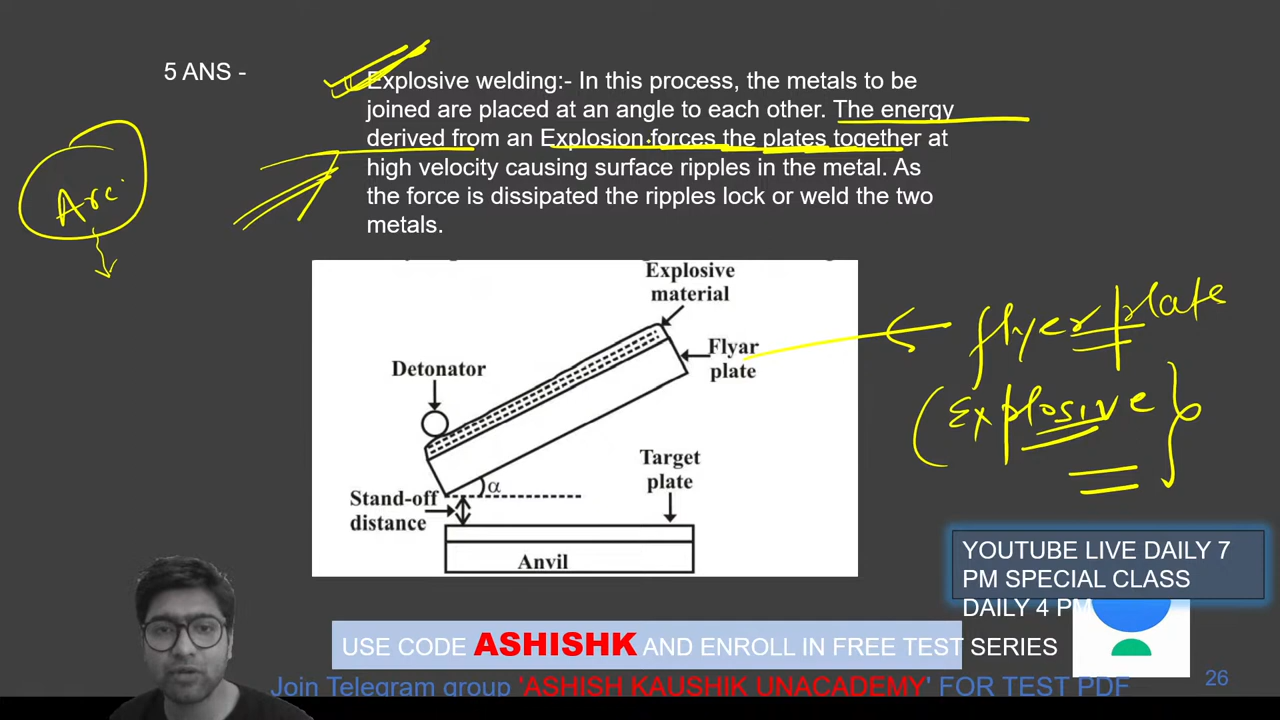 5 ANS -
Explosive welding:- In this process, the metals to be
joined are placed at an angle to each other. The energy
derived from an Explosion forces the plates together at
high velocity causing surface ripples in the metal. As
the force is dissipated the ripples lock or weld the two
metals.
Arc
Explosive
material
Flyar
plate
Detonator
α
Stand-off
distance
Target
plate
Anvil
flyer plate
(Explosive}
YOUTUBE LIVE DAILY 7
PM SPECIAL CLASS
DAILY 4 PM
USE CODE ASHISHK AND ENROLL IN FREE TEST SERIES
Join Telegram group 'ASHISH KAUSHIK UNACADEMY' FOR TEST PDF
26